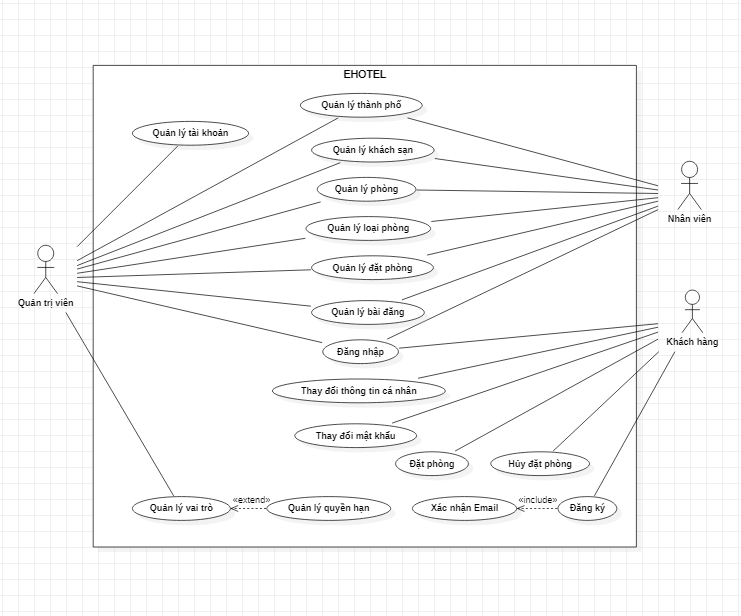 EHOTEL
Quản lý thành phố
Quản lý tài khoản
Quản lý khách sạn
Quản lý phòng
Nhân viên
Quản lý loại phòng
Quản lý đặt phòng
Quản trị viên
Quản lý bài đăng
Khách hàng
Đăng nhập
Thay đổi thông tin cá nhân
Thay đổi mật khẩu
Đặt phòng
Hủy đặt phòng
«extend»
«include»
Quản lý vai trò
Quản lý quyền hạn
Xác nhận Email
Đăng ký